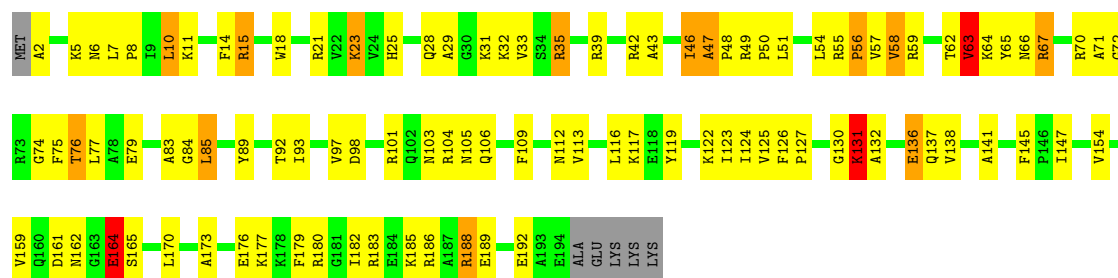 MET A2 K5 N6 L7 P8 I9 L10 K11 F14 R15 W18 R21 V22 K23 V24 H25 Q28 A29 G30 K31 K32 V33 S34 R35 R39 R42 A43 I46 A47 P48 R49 P50 L51 L54 R55 P56 V57 V58 R59 T62 V63 K64 Y65 N66 R67 R70 A71 G72
R73 G74 F75 T76 L77 A78 E79 A83 G84 L85 Y89 T92 I93 V97 D98 R101 Q102 N103 R104 N105 Q106 F109 N112 V113 L116 K117 E118 Y119 K122 I123 I124 V125 F126 P127 G130 K131 A132 E136 Q137 V138 A141 F145 P146 I147 V154
V159 Q160 D161 N162 G163 E164 S165 L170 A173 E176 K177 K178 F179 R180 G181 I182 R183 E184 K185 R186 A187 R188 E189 E192 A193 E194 ALA GLU LYS LYS LYS